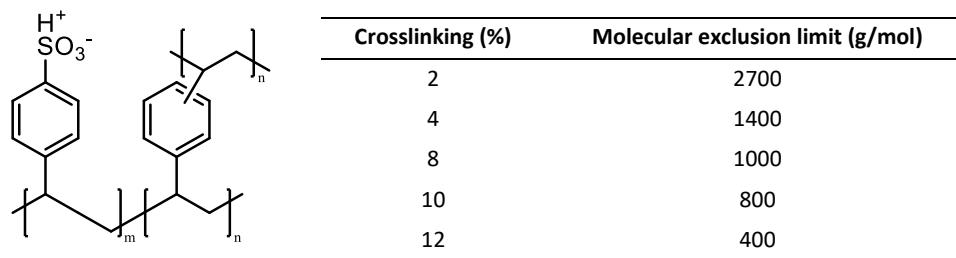 H+
SO3-
n
m
n
Crosslinking (%) Molecular exclusion limit (g/mol)
2 2700
4 1400
8 1000
10 800
12 400